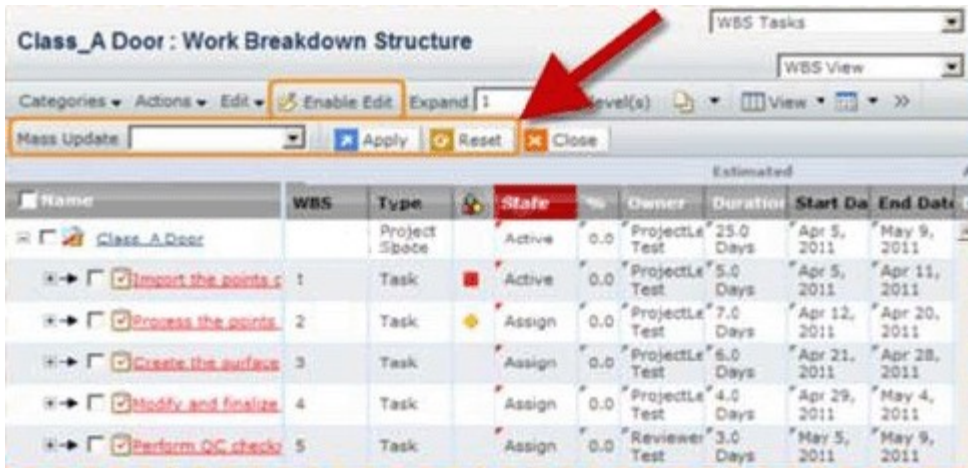 WBS Tasks
Class_A Door : Work Breakdown Structure
WBS View
Categories Actions Edit Enable Edit Expand 1 evel(s) View »
Mass Update Apply Reset Close
Estimated
Name WBS Type State % Owner Duration Start Da End Date
Class_A Door Project Space Active 0.0 ProjectLe Test 25.0 Days Apr 5, 2011 May 9, 2011
Import the points c 1 Task Active 0.0 ProjectLe Test 5.0 Days Apr 5, 2011 Apr 11, 2011
Process the points 2 Task Assign 0.0 ProjectLe Test 7.0 Days Apr 12, 2011 Apr 20, 2011
Create the surface 3 Task Assign 0.0 ProjectLe Test 6.0 Days Apr 21, 2011 Apr 28, 2011
Modify and finalize 4 Task Assign 0.0 ProjectLe Test 4.0 Days Apr 29, 2011 May 4, 2011
Perform QC checks 5 Task Assign 0.0 Reviewer Test 3.0 Days May 5, 2011 May 9, 2011